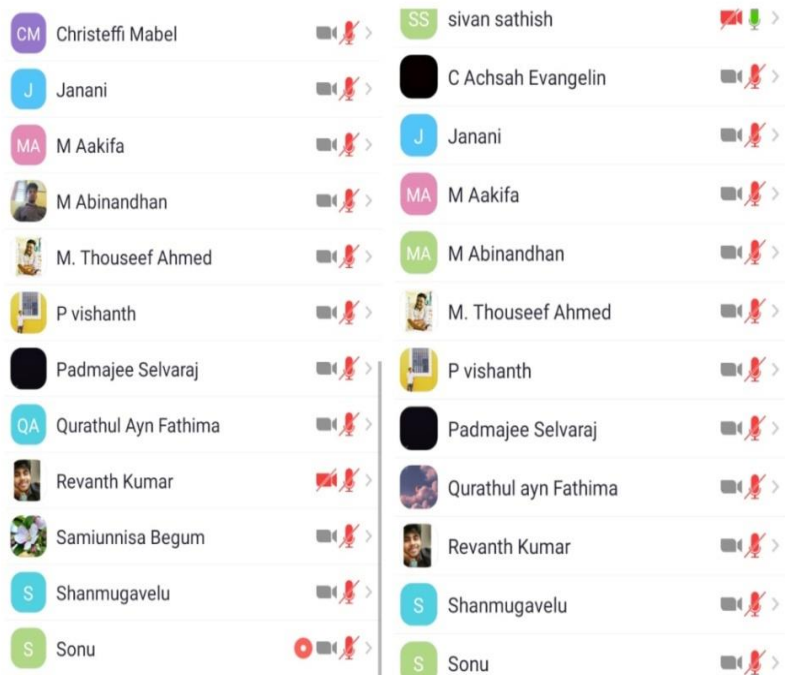 CM Christeffi Mabel
J Janani
MA M Aakifa
M Abinandhan
M. Thouseef Ahmed
P vishanth
Padmajee Selvaraj
QA Qurathul Ayn Fathima
Revanth Kumar
Samiunnisa Begum
S Shanmugavelu
S Sonu
SS sivan sathish
C Achsah Evangelin
J Janani
MA M Aakifa
MA M Abinandhan
M. Thouseef Ahmed
P vishanth
Padmajee Selvaraj
Qurathul ayn Fathima
Revanth Kumar
S Shanmugavelu
S Sonu